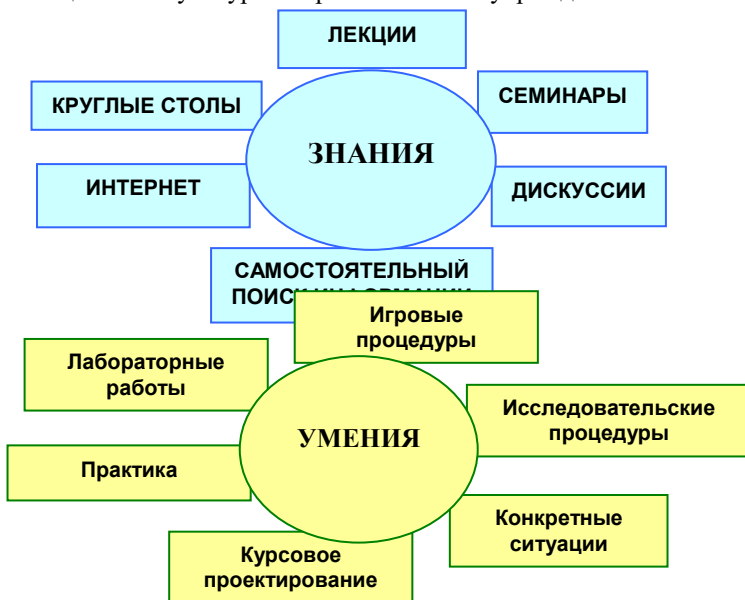 ЛЕКЦИИ
КРУГЛЫЕ СТОЛЫ
СЕМИНАРЫ
ЗНАНИЯ
ИНТЕРНЕТ
ДИСКУССИИ
САМОСТОЯТЕЛЬНЫЙ
ПОИСК
Игровые
процедуры
Лабораторные
работы
Исследовательские
процедуры
УМЕНИЯ
Практика
Конкретные
ситуации
Курсовое
проектирование